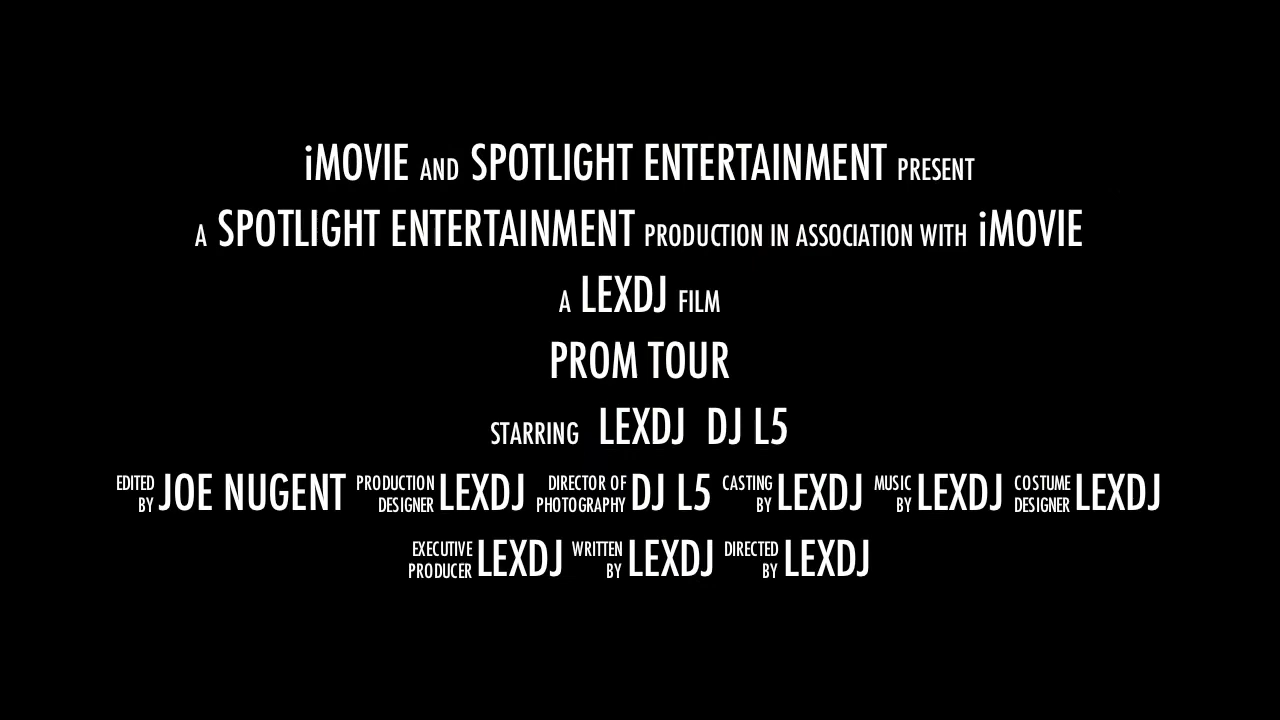 iMOVIE AND SPOTLIGHT ENTERTAINMENT PRESENT
A SPOTLIGHT ENTERTAINMENT PRODUCTION IN ASSOCIATION WITH iMOVIE
A LEXDJ FILM
PROM TOUR
STARRING LEXDJ DJ L5
EDITED BY JOE NUGENT PRODUCTION DESIGNER LEXDJ DIRECTOR OF PHOTOGRAPHY DJ L5 CASTING BY LEXDJ MUSIC BY LEXDJ COSTUME DESIGNER LEXDJ
EXECUTIVE PRODUCER LEXDJ WRITTEN BY LEXDJ DIRECTED BY LEXDJ